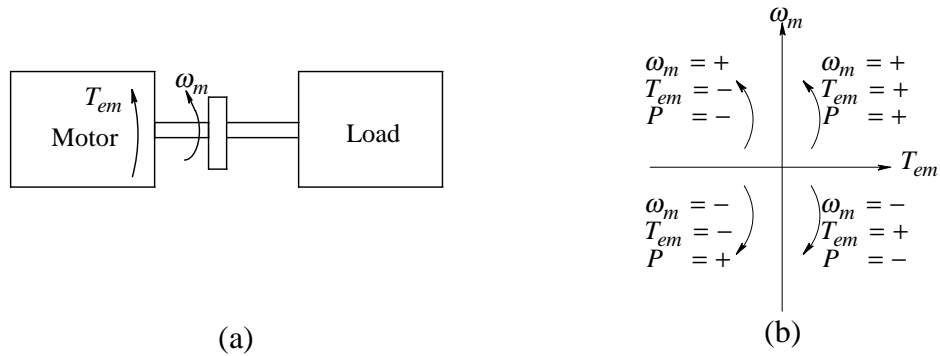 T_em
ω_m
Motor
Load
(a)
ω_m
ω_m = +
T_em = −
P = −
ω_m = +
T_em = +
P = +
T_em
ω_m = −
T_em = −
P = +
ω_m = −
T_em = +
P = −
(b)